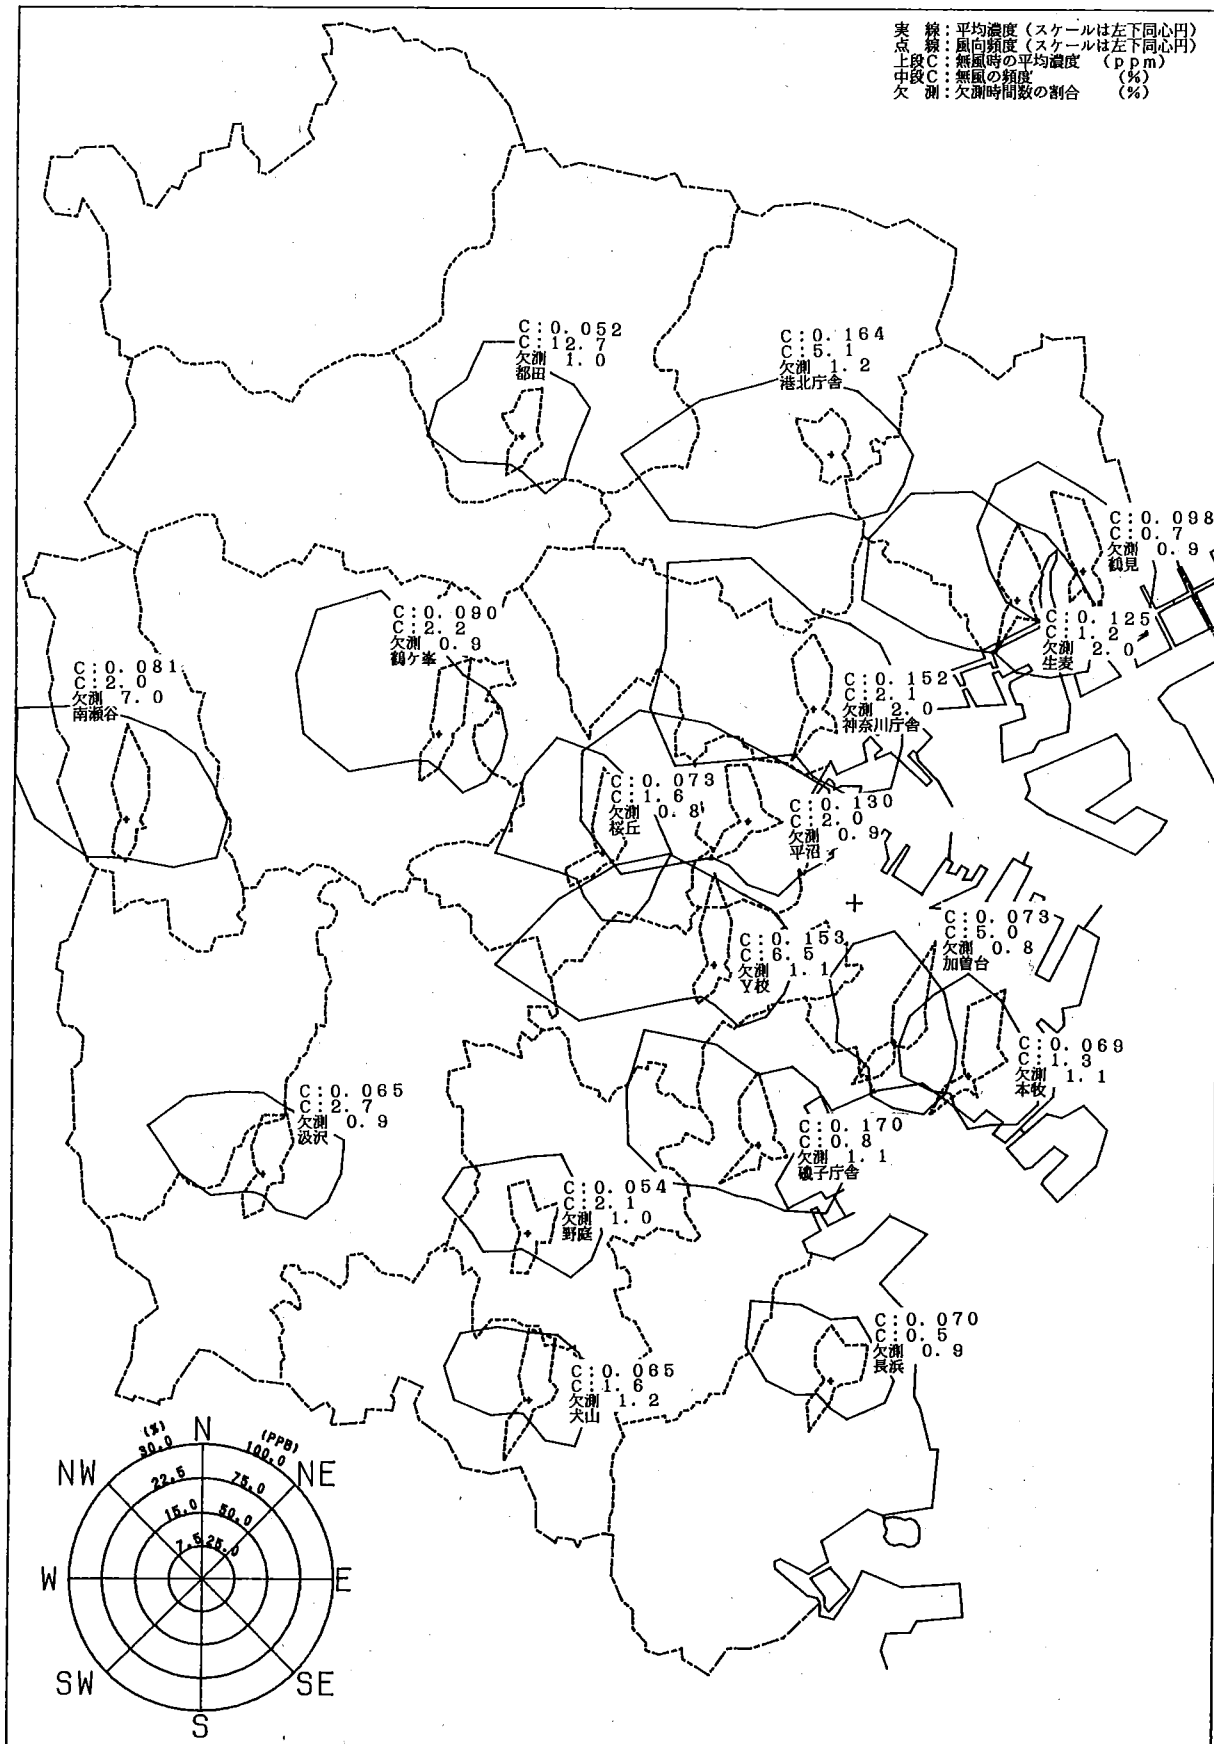 実　線：平均濃度（スケールは左下同心円）
点　線：風向頻度（スケールは左下同心円）
上段C：無風時の平均濃度　（ppm）
中段C：無風の頻度　（%）
欠　測：欠測時間数の割合　（%）
C:0.052
C:12.7
欠測 1.0
都田
C:0.164
C:5.1
欠測 1.2
港北庁舎
C:0.098
C:0.7
欠測 0.9
鶴見
C:0.125
C:1.2
欠測 2.0
生麦
C:0.090
C:2.2
欠測 0.9
鶴ケ峯
C:0.081
C:2.0
欠測 7.0
南瀬谷
C:0.152
C:2.1
欠測 2.0
神奈川庁舎
C:0.073
C:1.6
欠測 0.8
桜丘
C:0.130
C:2.0
欠測 0.9
平沼
C:0.153
C:6.5
欠測 1.1
Y校
C:0.073
C:5.0
欠測 0.8
加曽台
C:0.069
C:1.3
欠測 1.1
本牧
C:0.065
C:2.7
欠測 0.9
汲沢
C:0.170
C:0.8
欠測 1.1
磯子庁舎
C:0.054
C:2.1
欠測 1.0
野庭
C:0.070
C:0.5
欠測 0.9
長浜
C:0.065
C:1.6
欠測 1.2
犬山
(%) N (PPB)
30.0 100.0
NW NE
22.5 75.0
15.0 50.0
7.5 25.0
W E
SW SE
S